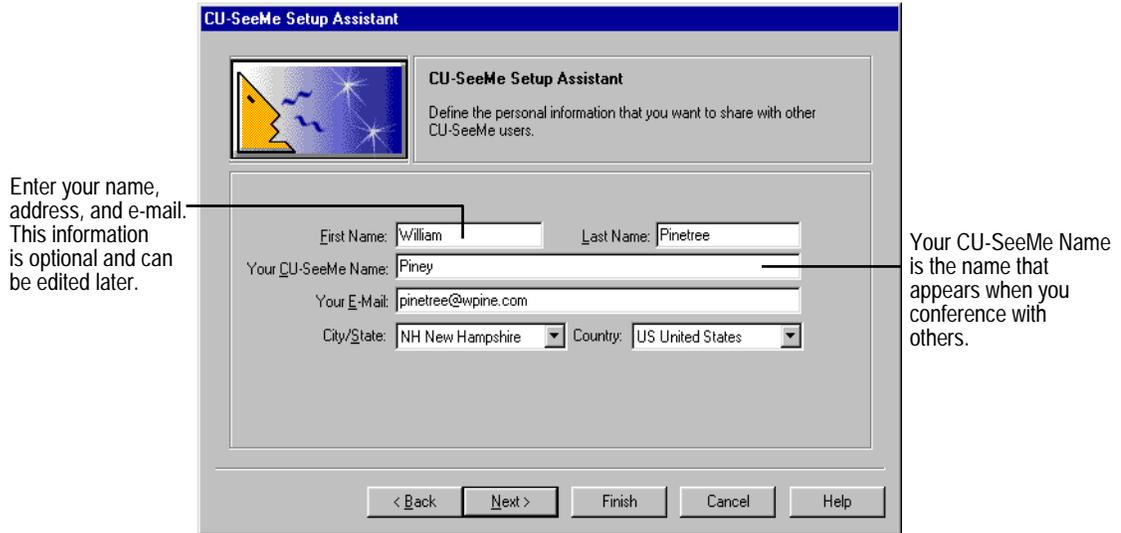 CU-SeeMe Setup Assistant
CU-SeeMe Setup Assistant
Define the personal information that you want to share with other
CU-SeeMe users.
Enter your name,
address, and e-mail.
This information
is optional and can
be edited later.
First Name: William Last Name: Pinetree
Your CU-SeeMe Name: Piney
Your E-Mail: pinetree@wpine.com
City/State: NH New Hampshire Country: US United States
Your CU-SeeMe Name
is the name that
appears when you
conference with
others.
< Back Next > Finish Cancel Help